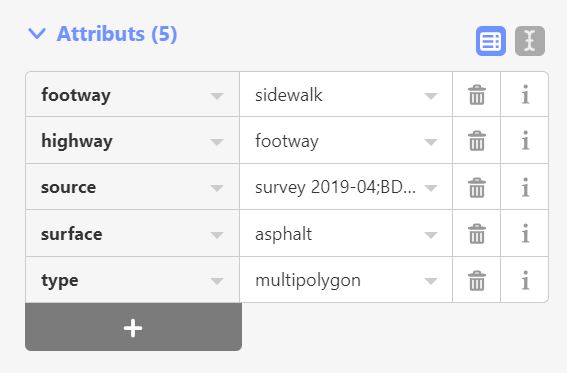 Attributs (5)
footway sidewalk
highway footway
source survey 2019-04;BD...
surface asphalt
type multipolygon